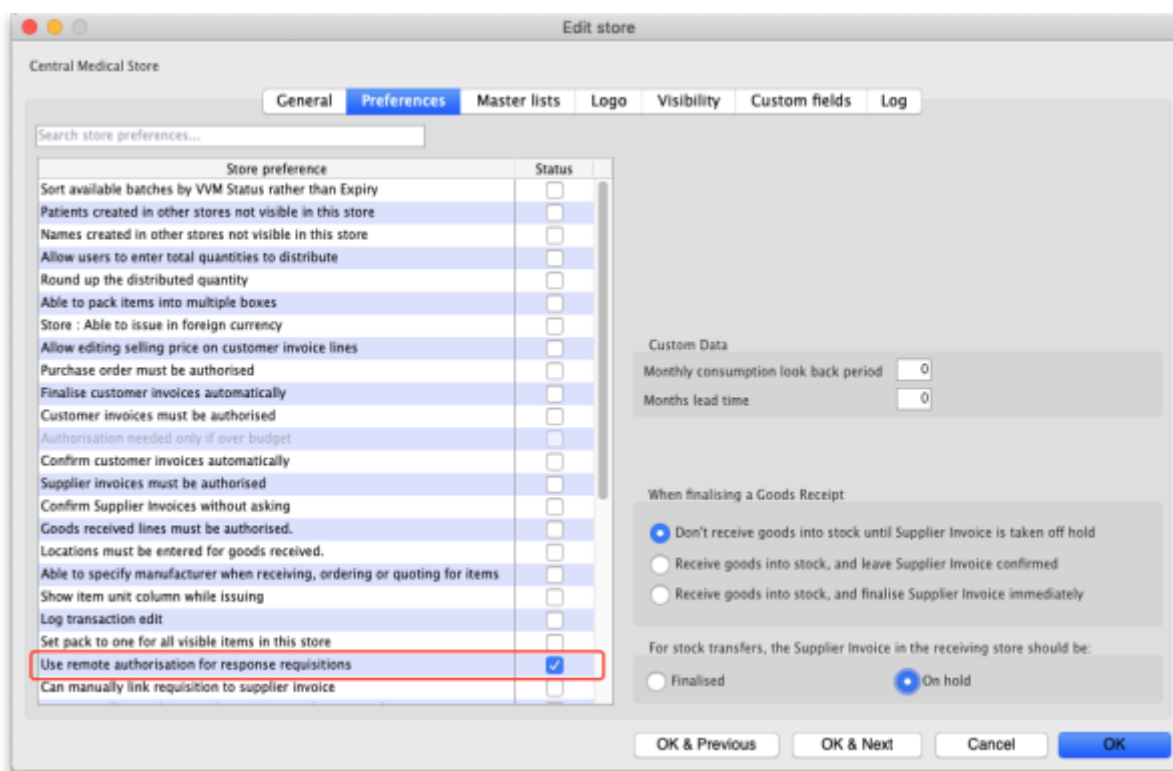 Edit store
Central Medical Store
General Preferences Master lists Logo Visibility Custom fields Log
Search store preferences...
Store preference Status
Sort available batches by VVM Status rather than Expiry
Patients created in other stores not visible in this store
Names created in other stores not visible in this store
Allow users to enter total quantities to distribute
Round up the distributed quantity
Able to pack items into multiple boxes
Store : Able to issue in foreign currency
Allow editing selling price on customer invoice lines
Purchase order must be authorised
Finalise customer invoices automatically
Customer invoices must be authorised
Authorisation needed only if over budget
Confirm customer invoices automatically
Supplier invoices must be authorised
Confirm Supplier Invoices without asking
Goods received lines must be authorised.
Locations must be entered for goods received.
Able to specify manufacturer when receiving, ordering or quoting for items
Show item unit column while issuing
Log transaction edit
Set pack to one for all visible items in this store
Use remote authorisation for response requisitions
Can manually link requisition to supplier invoice
Custom Data
Monthly consumption look back period 0
Months lead time 0
When finalising a Goods Receipt
Don't receive goods into stock until Supplier Invoice is taken off hold
Receive goods into stock, and leave Supplier Invoice confirmed
Receive goods into stock, and finalise Supplier Invoice immediately
For stock transfers, the Supplier Invoice in the receiving store should be:
Finalised On hold
OK & Previous OK & Next Cancel OK